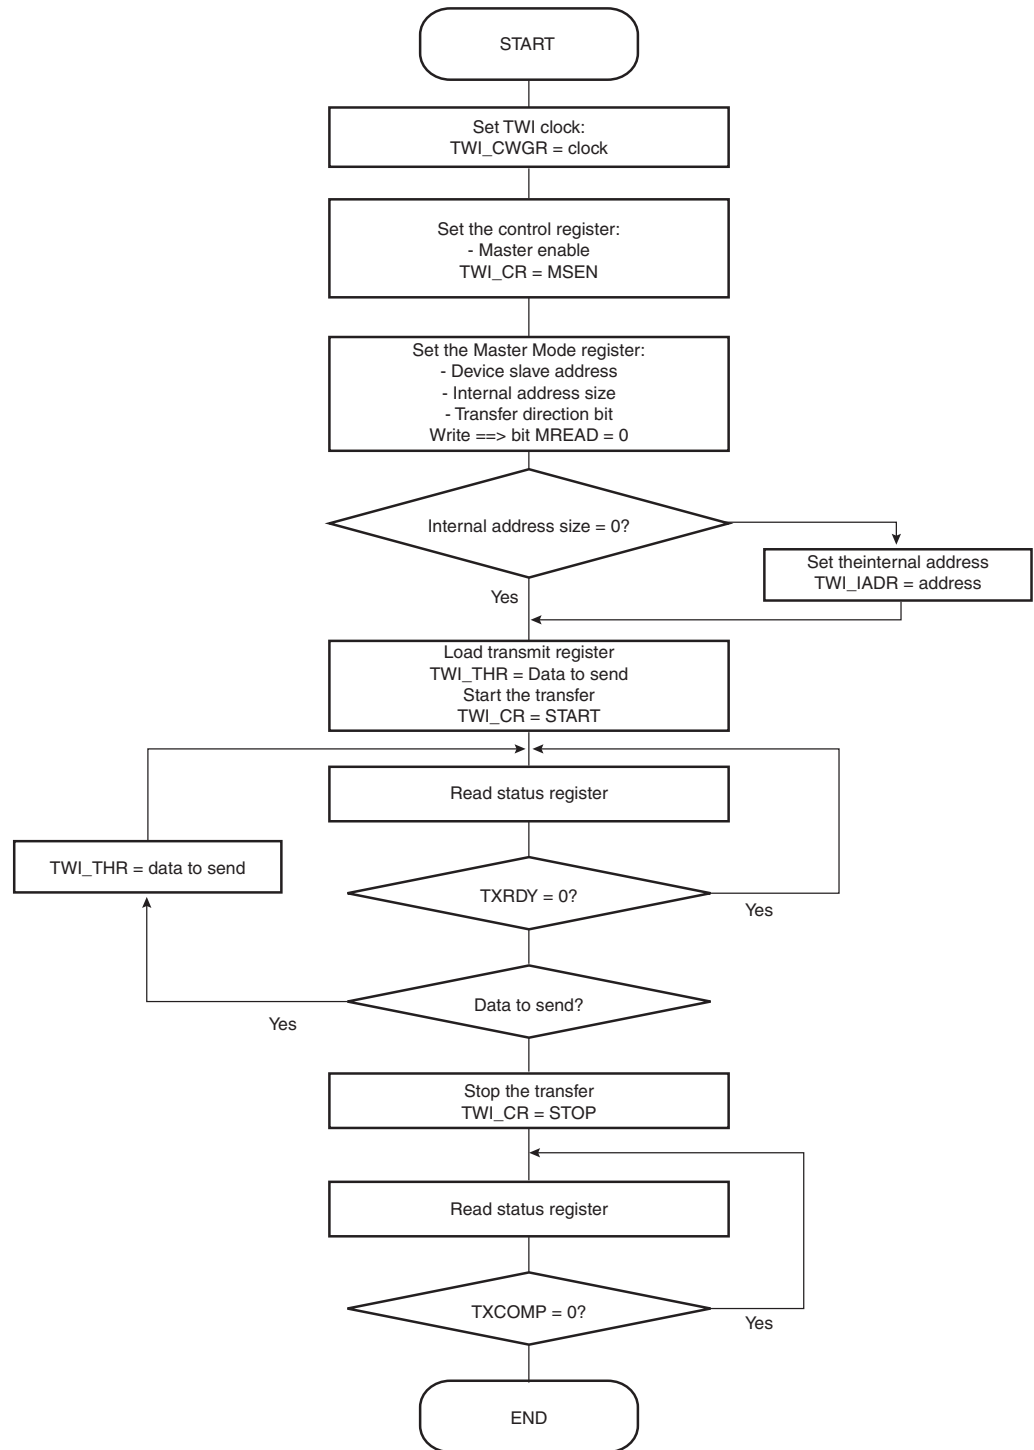 START
Set TWI clock:
TWI_CWGR = clock
Set the control register:
- Master enable
TWI_CR = MSEN
Set the Master Mode register:
- Device slave address
- Internal address size
- Transfer direction bit
Write ==> bit MREAD = 0
Internal address size = 0?
Set theinternal address
TWI_IADR = address
Yes
Load transmit register
TWI_THR = Data to send
Start the transfer
TWI_CR = START
Read status register
TWI_THR = data to send
TXRDY = 0?
Yes
Data to send?
Yes
Stop the transfer
TWI_CR = STOP
Read status register
TXCOMP = 0?
Yes
END